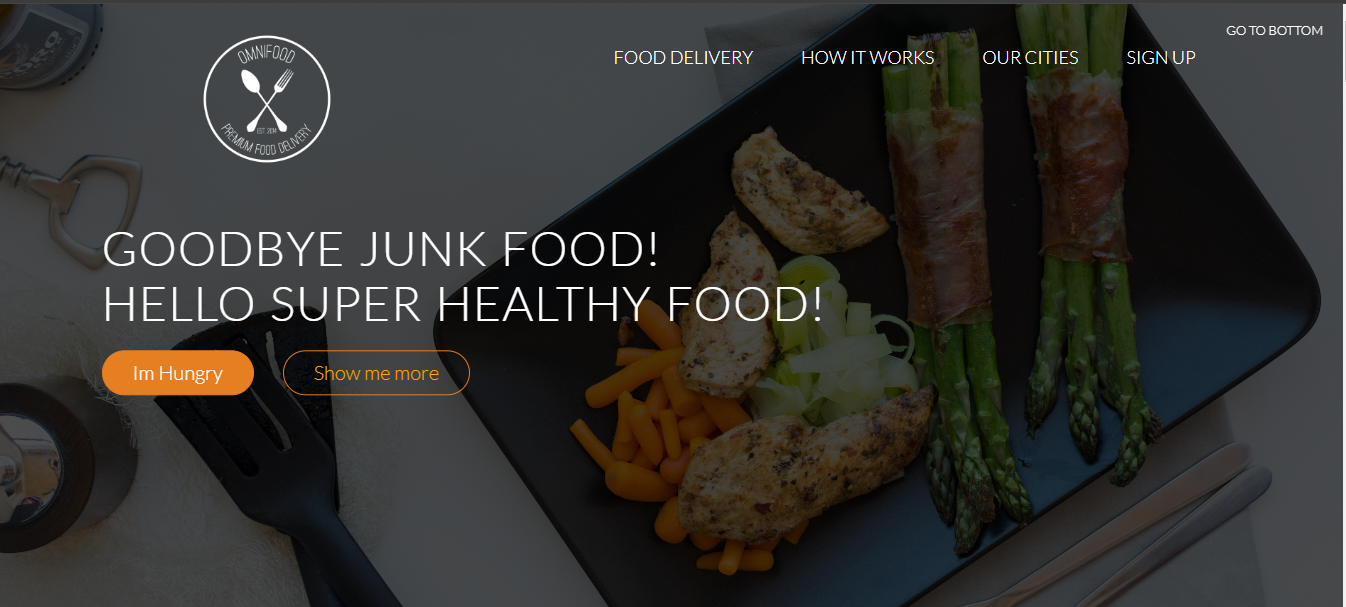 GO TO BOTTOM
OMNIFOOD
EST. 2014
PREMIUM FOOD DELIVERY
FOOD DELIVERY
HOW IT WORKS
OUR CITIES
SIGN UP
GOODBYE JUNK FOOD!
HELLO SUPER HEALTHY FOOD!
Im Hungry
Show me more